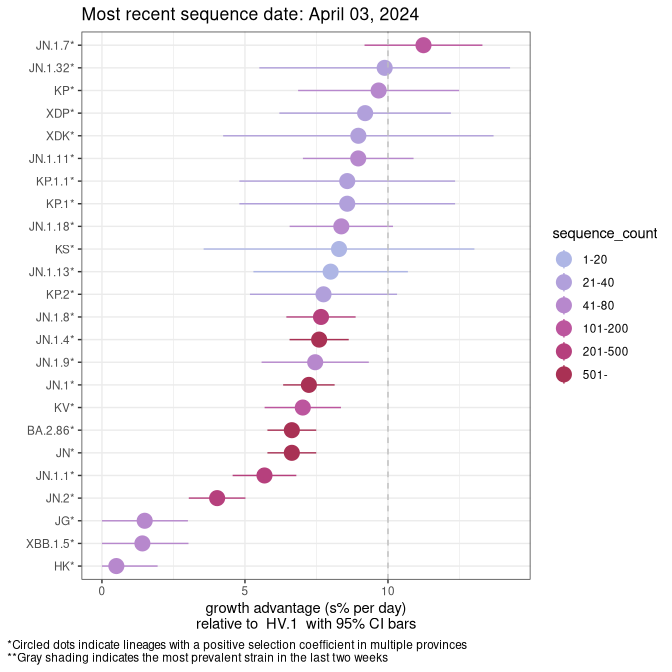 Most recent sequence date: April 03, 2024
JN.1.7*
JN.1.32*
KP*
XDP*
XDK*
JN.1.11*
KP.1.1*
KP.1*
JN.1.18*
KS*
JN.1.13*
KP.2*
JN.1.8*
JN.1.4*
JN.1.9*
JN.1*
KV*
BA.2.86*
JN*
JN.1.1*
JN.2*
JG*
XBB.1.5*
HK*
0 5 10
growth advantage (s% per day)
relative to HV.1 with 95% CI bars
sequence_count
1-20
21-40
41-80
101-200
201-500
501-
*Circled dots indicate lineages with a positive selection coefficient in multiple provinces
**Gray shading indicates the most prevalent strain in the last two weeks